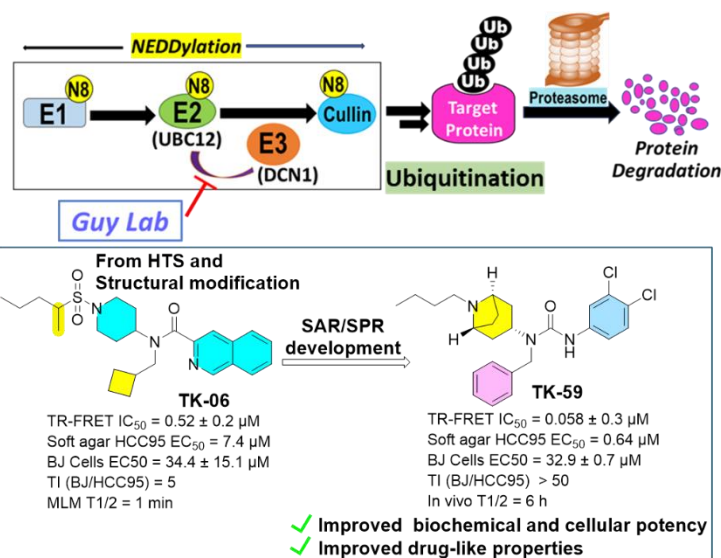 NEDDylation
N8
N8
N8
E1
E2
Cullin
(UBC12)
E3
(DCN1)
Guy Lab
Ub
Ub
Ub
Ub
Target
Protein
Ubiquitination
Proteasome
Protein
Degradation
From HTS and
Structural modification
O
S
O
N
O
N
N
TK-06
TR-FRET IC50 = 0.52 ± 0.2 µM
Soft agar HCC95 EC50 = 7.4 µM
BJ Cells EC50 = 34.4 ± 15.1 µM
TI (BJ/HCC95) = 5
MLM T1/2 = 1 min
SAR/SPR
development
H
N
H
Cl
Cl
O
N
N
H
TK-59
TR-FRET IC50 = 0.058 ± 0.3 µM
Soft agar HCC95 EC50 = 0.64 µM
BJ Cells EC50 = 32.9 ± 0.7 µM
TI (BJ/HCC95) > 50
In vivo T1/2 = 6 h
Improved biochemical and cellular potency
Improved drug-like properties